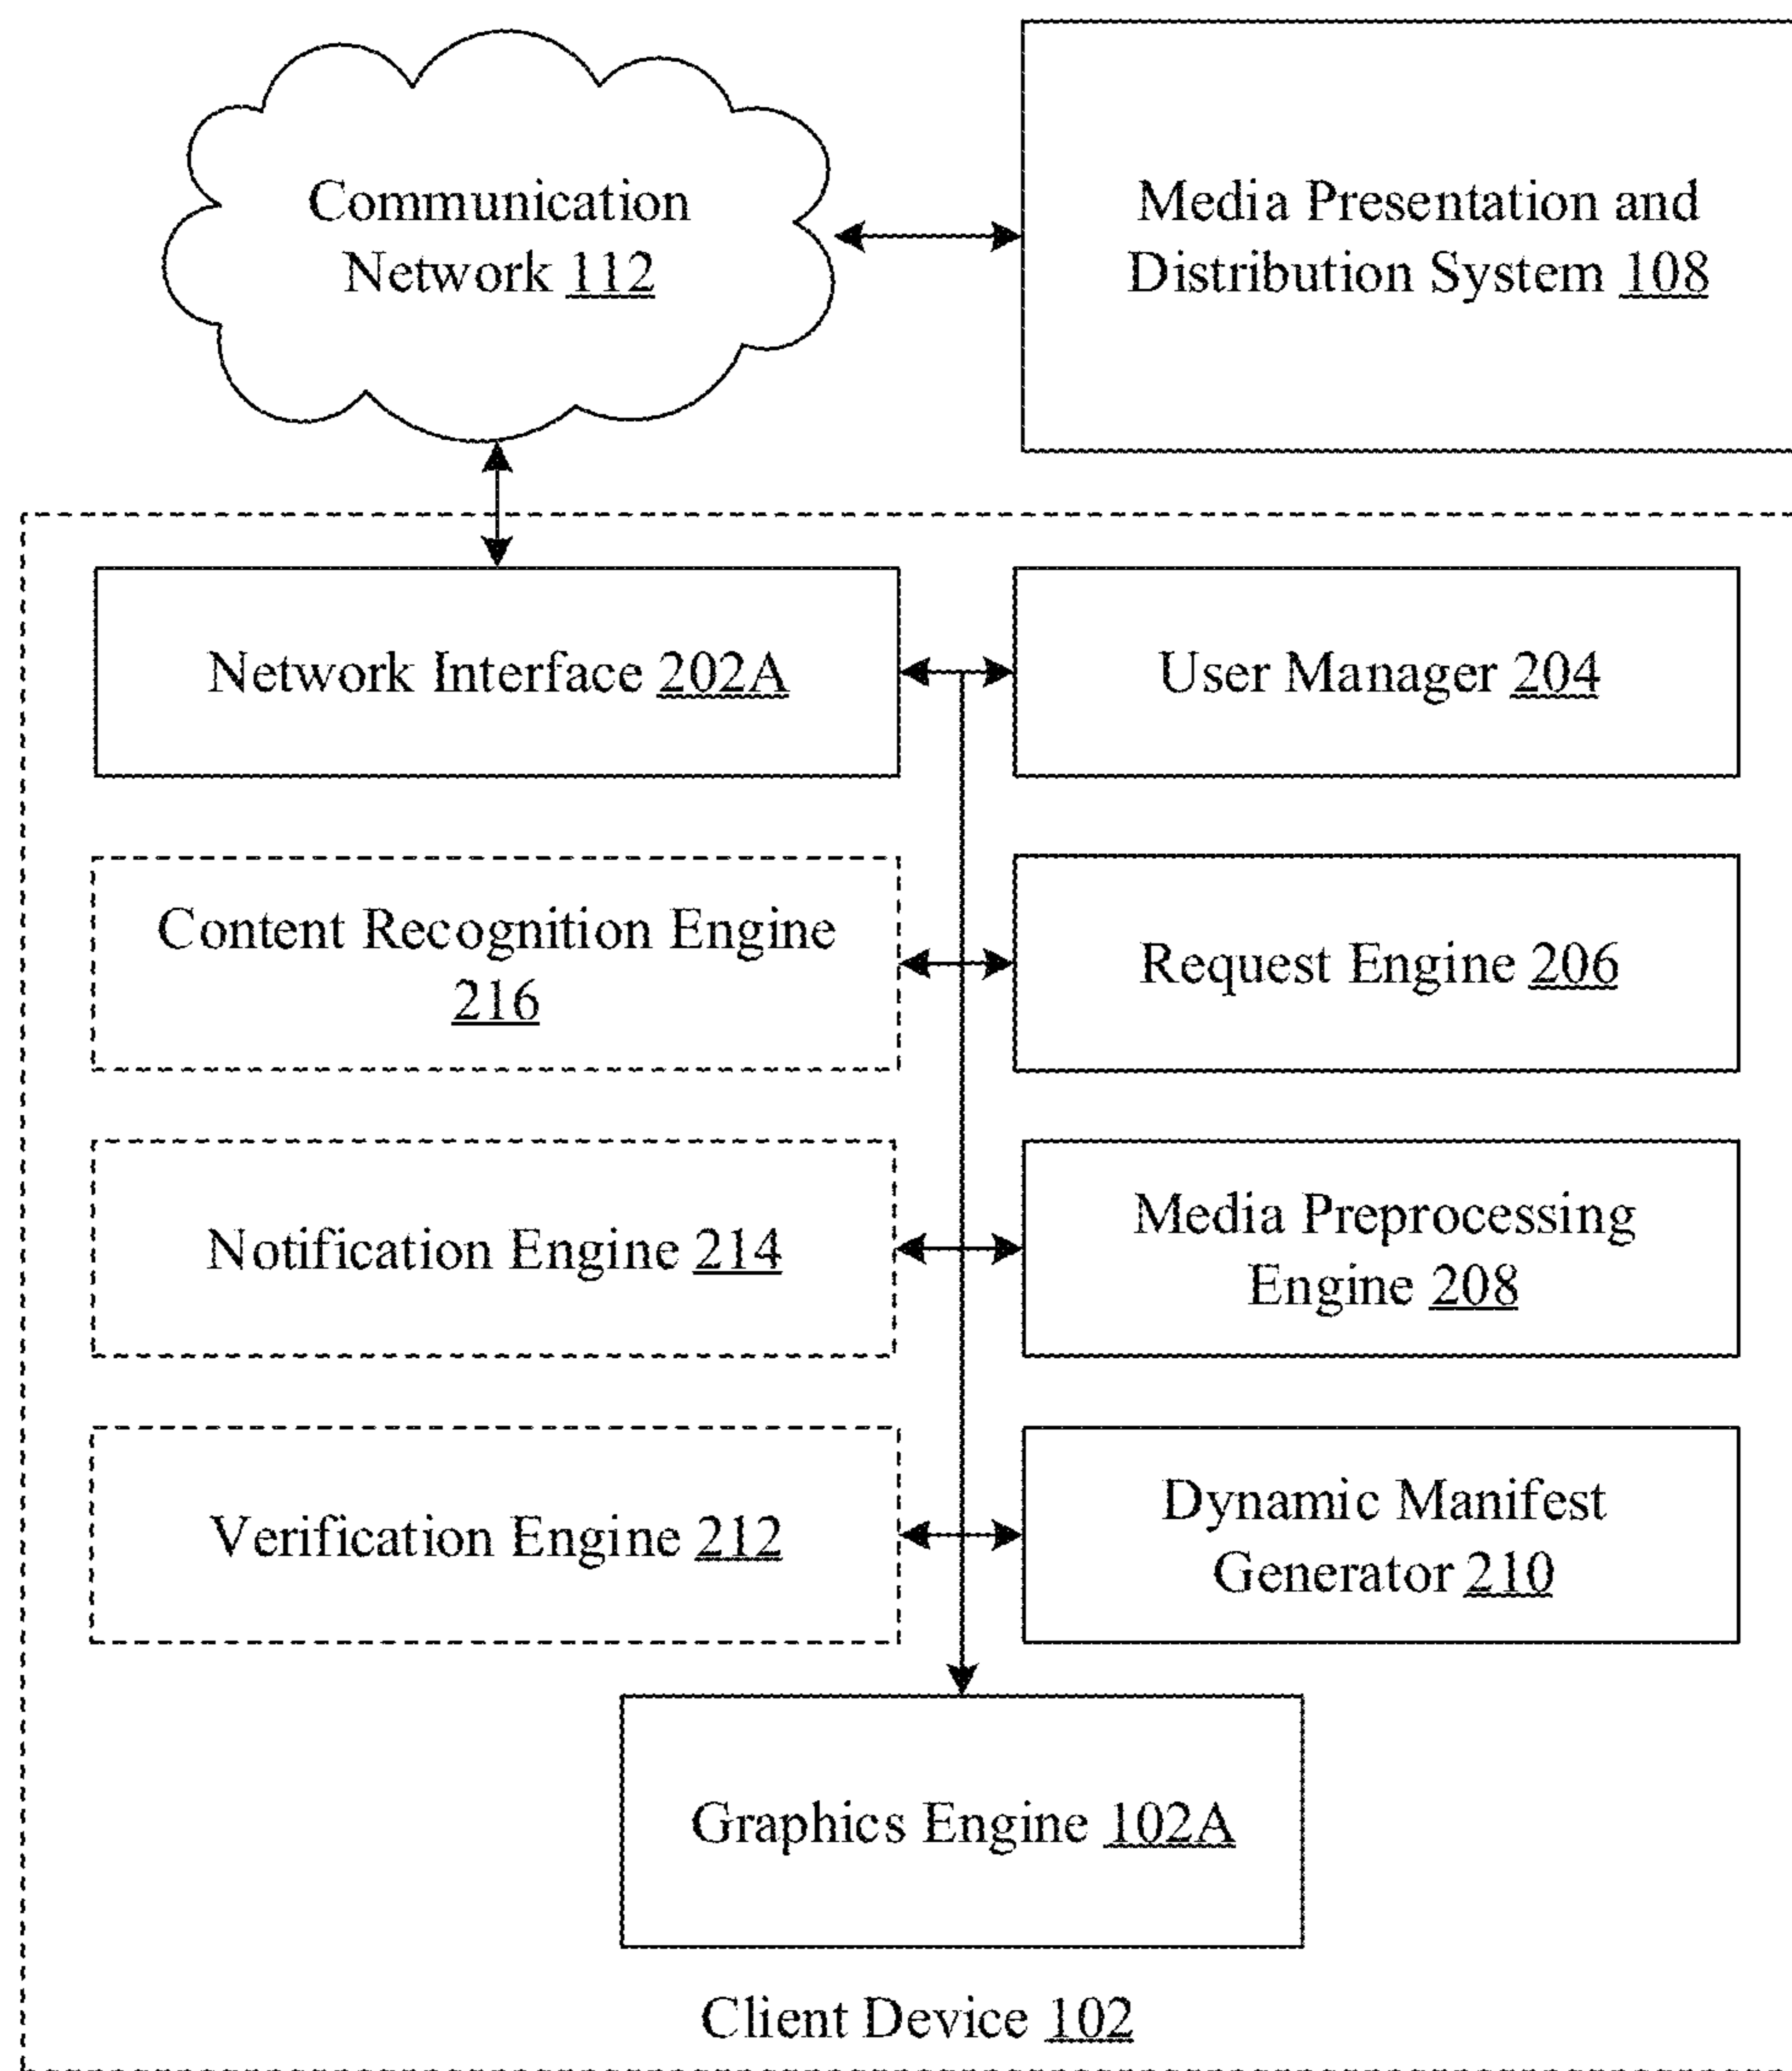 Communication
Network 112
Media Presentation and
Distribution System 108
Network Interface 202A
User Manager 204
Content Recognition Engine
216
Request Engine 206
Notification Engine 214
Media Preprocessing
Engine 208
Verification Engine 212
Dynamic Manifest
Generator 210
Graphics Engine 102A
Client Device 102